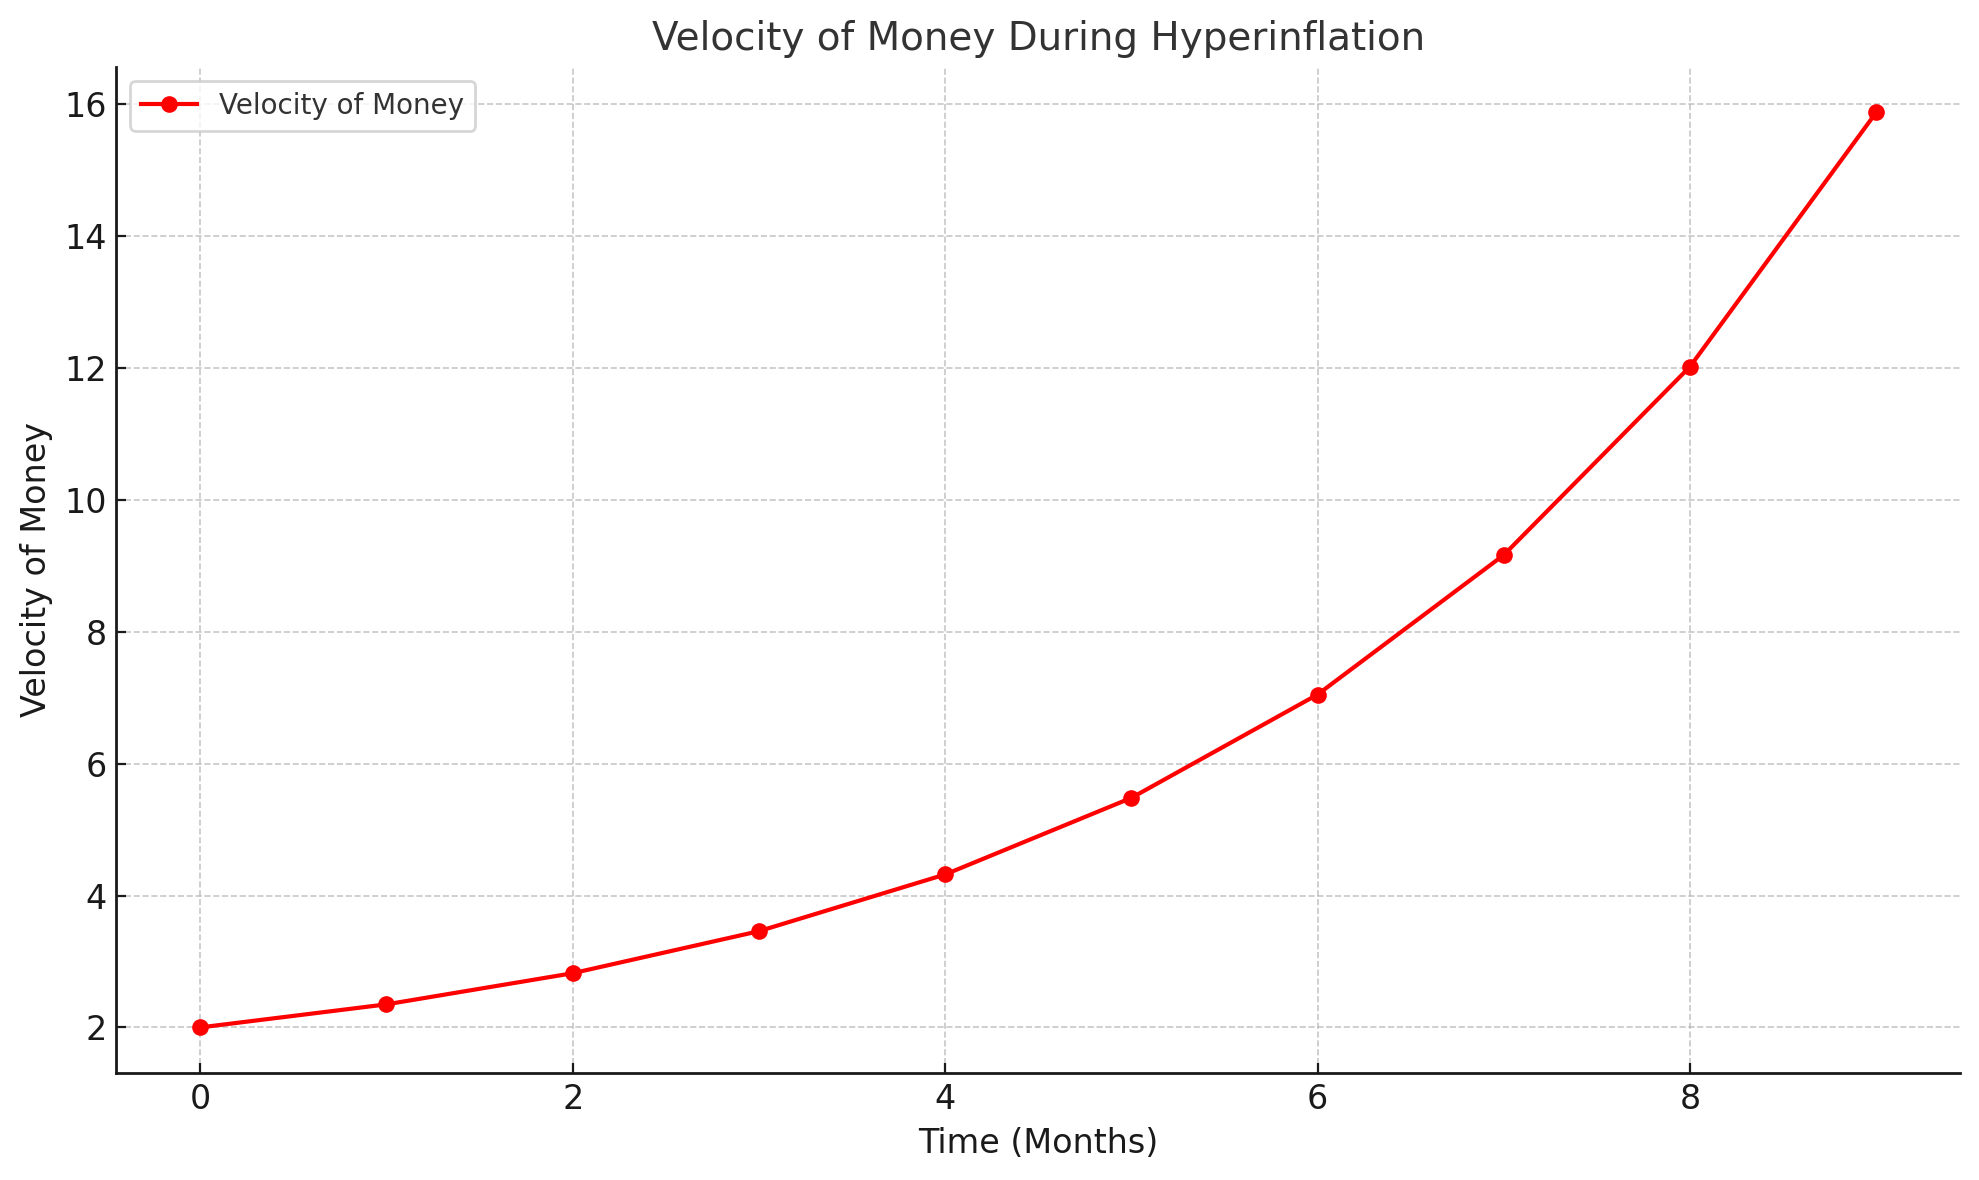 Velocity of Money During Hyperinflation
Velocity of Money
16
14
12
10
8
6
4
2
Velocity of Money
0 2 4 6 8
Time (Months)